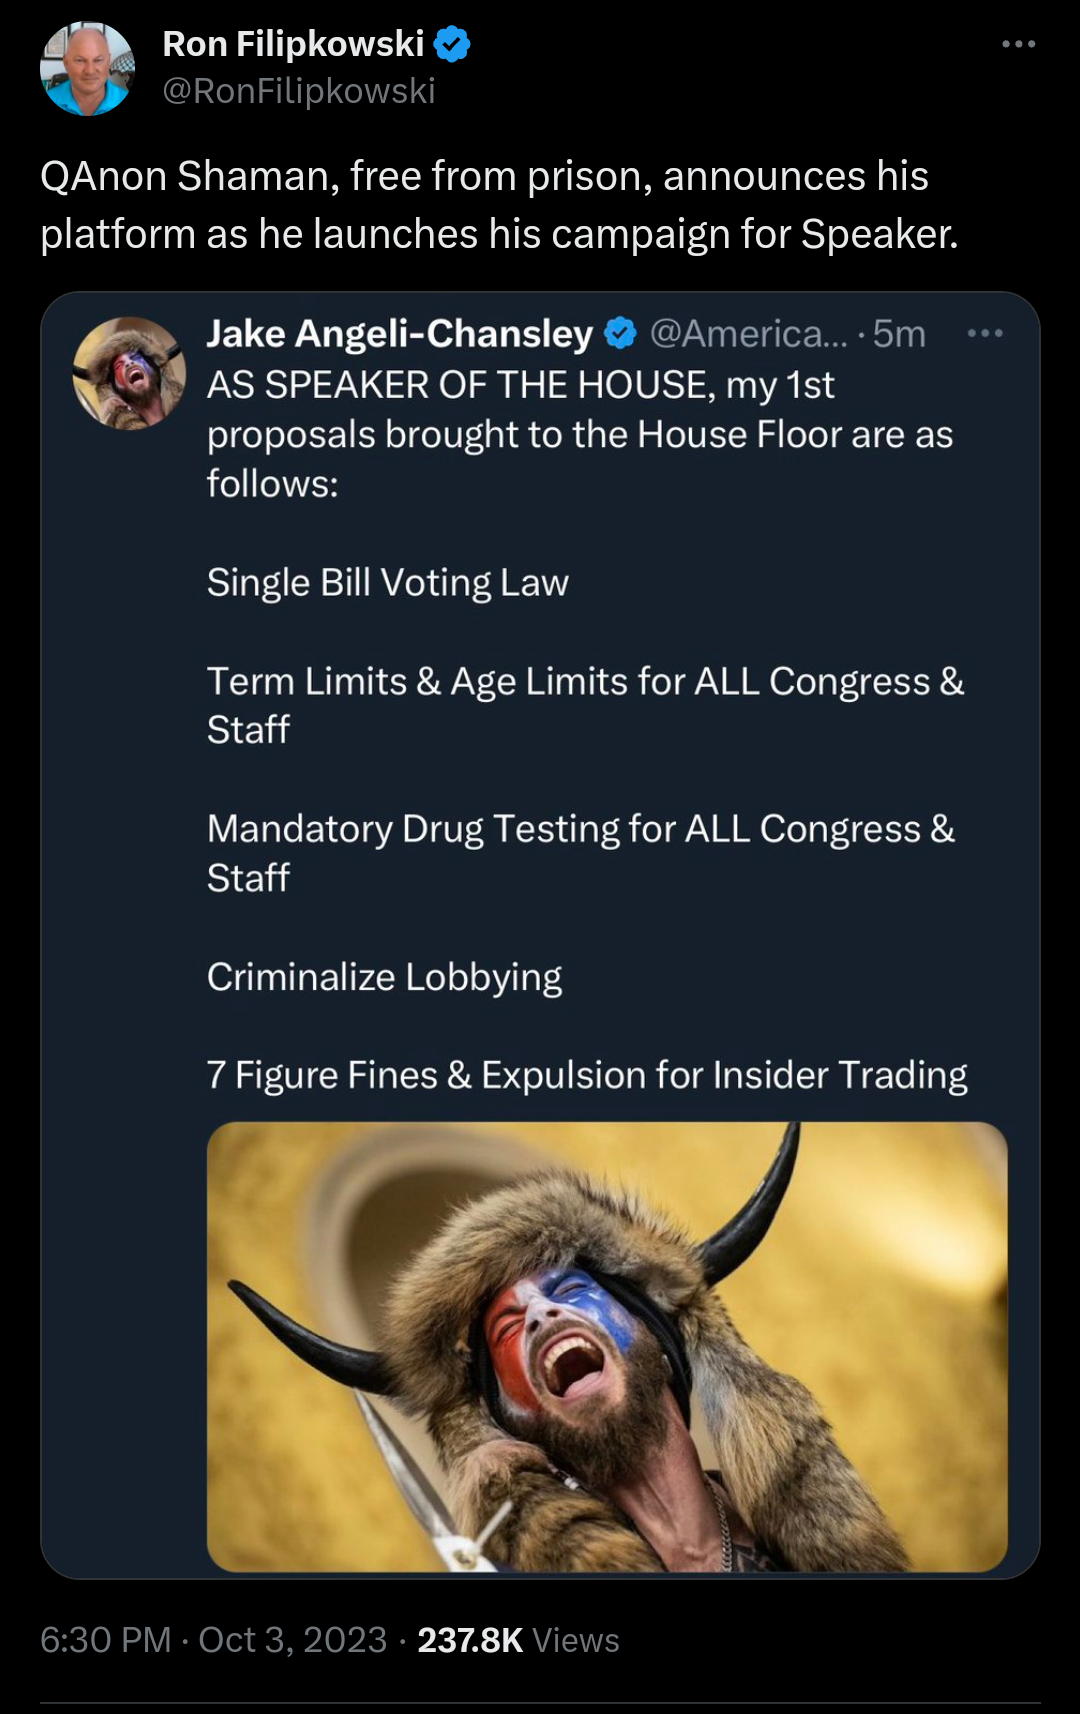 Ron Filipkowski
@RonFilipkowski
QAnon Shaman, free from prison, announces his
platform as he launches his campaign for Speaker.
Jake Angeli-Chansley @America... · 5m
AS SPEAKER OF THE HOUSE, my 1st
proposals brought to the House Floor are as
follows:
Single Bill Voting Law
Term Limits & Age Limits for ALL Congress &
Staff
Mandatory Drug Testing for ALL Congress &
Staff
Criminalize Lobbying
7 Figure Fines & Expulsion for Insider Trading
6:30 PM · Oct 3, 2023 · 237.8K Views